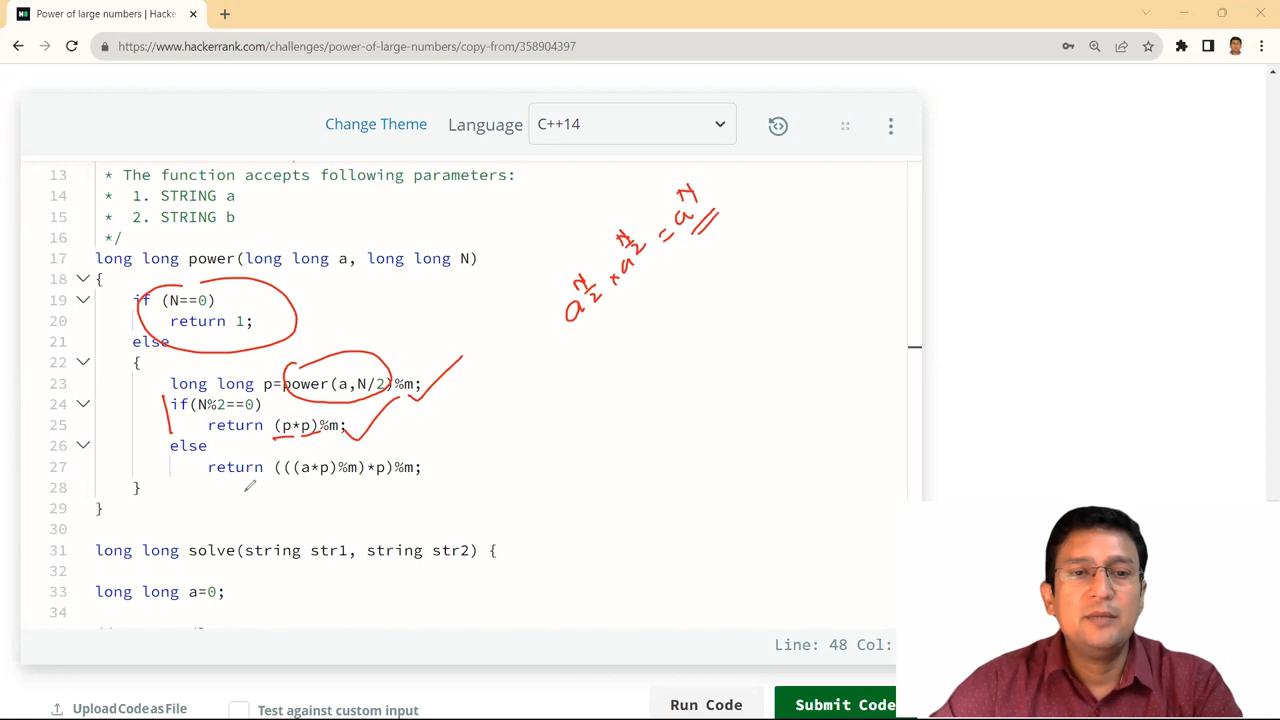 Power of large numbers | Hacke
https://www.hackerrank.com/challenges/power-of-large-numbers/copy-from/358904397
Change Theme Language C++14
13 * The function accepts following parameters:
14 * 1. STRING a
15 * 2. STRING b
16 */
17 long long power(long long a, long long N)
18 {
19 if (N==0)
20 return 1;
21 else
22 {
23 long long p=power(a,N/2)%m;
24 if(N%2==0)
25 return (p*p)%m;
26 else
27 return (((a*p)%m)*p)%m;
28 }
29 }
30
31 long long solve(string str1, string str2) {
32
33 long long a=0;
34
a^N/2 * a^N/2 = a^N
Line: 48 Col:
Upload Code as File Test against custom input Run Code Submit Code